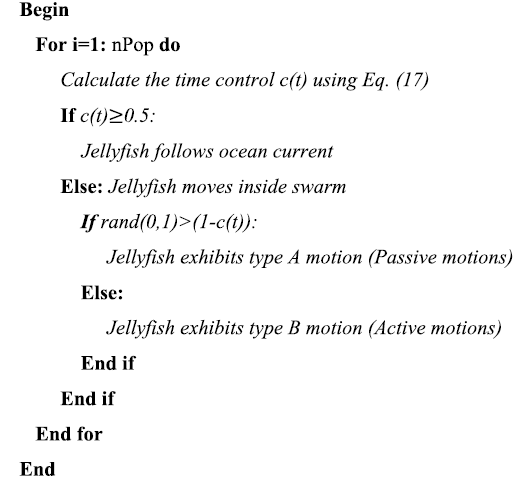 Begin
For i=1: nPop do
Calculate the time control c(t) using Eq. (17)
If c(t)≥0.5:
Jellyfish follows ocean current
Else: Jellyfish moves inside swarm
If rand(0,1)>(1-c(t)):
Jellyfish exhibits type A motion (Passive motions)
Else:
Jellyfish exhibits type B motion (Active motions)
End if
End if
End for
End